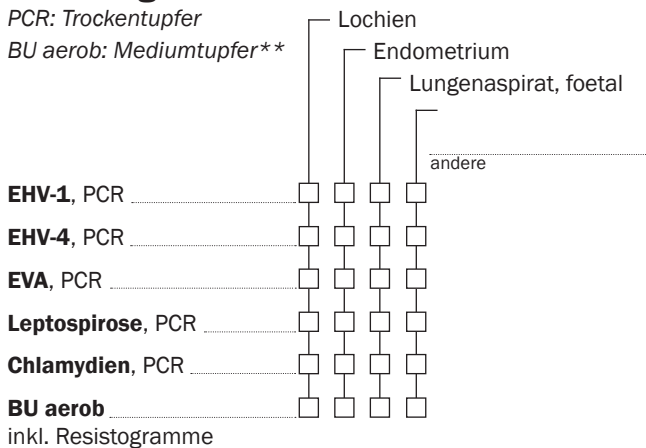 PCR: Trockentupfer
BU aerob: Mediumtupfer**
Lochien
Endometrium
Lungenaspirat, foetal
andere
EHV-1, PCR
EHV-4, PCR
EVA, PCR
Leptospirose, PCR
Chlamydien, PCR
BU aerob
inkl. Resistogramme